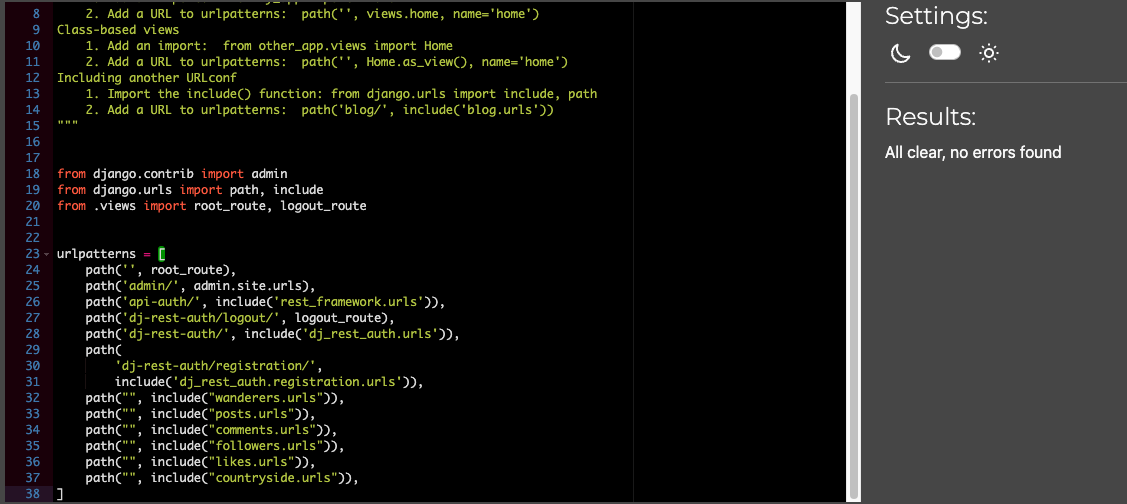 8     2. Add a URL to urlpatterns:  path('', views.home, name='home')
9 Class-based views
10     1. Add an import:  from other_app.views import Home
11     2. Add a URL to urlpatterns:  path('', Home.as_view(), name='home')
12 Including another URLconf
13     1. Import the include() function: from django.urls import include, path
14     2. Add a URL to urlpatterns:  path('blog/', include('blog.urls'))
15 """
16
17
18 from django.contrib import admin
19 from django.urls import path, include
20 from .views import root_route, logout_route
21
22
23 urlpatterns = [
24     path('', root_route),
25     path('admin/', admin.site.urls),
26     path('api-auth/', include('rest_framework.urls')),
27     path('dj-rest-auth/logout/', logout_route),
28     path('dj-rest-auth/', include('dj_rest_auth.urls')),
29     path(
30         'dj-rest-auth/registration/',
31         include('dj_rest_auth.registration.urls')),
32     path("", include("wanderers.urls")),
33     path("", include("posts.urls")),
34     path("", include("comments.urls")),
35     path("", include("followers.urls")),
36     path("", include("likes.urls")),
37     path("", include("countryside.urls")),
38 ]
Settings:
Results:
All clear, no errors found